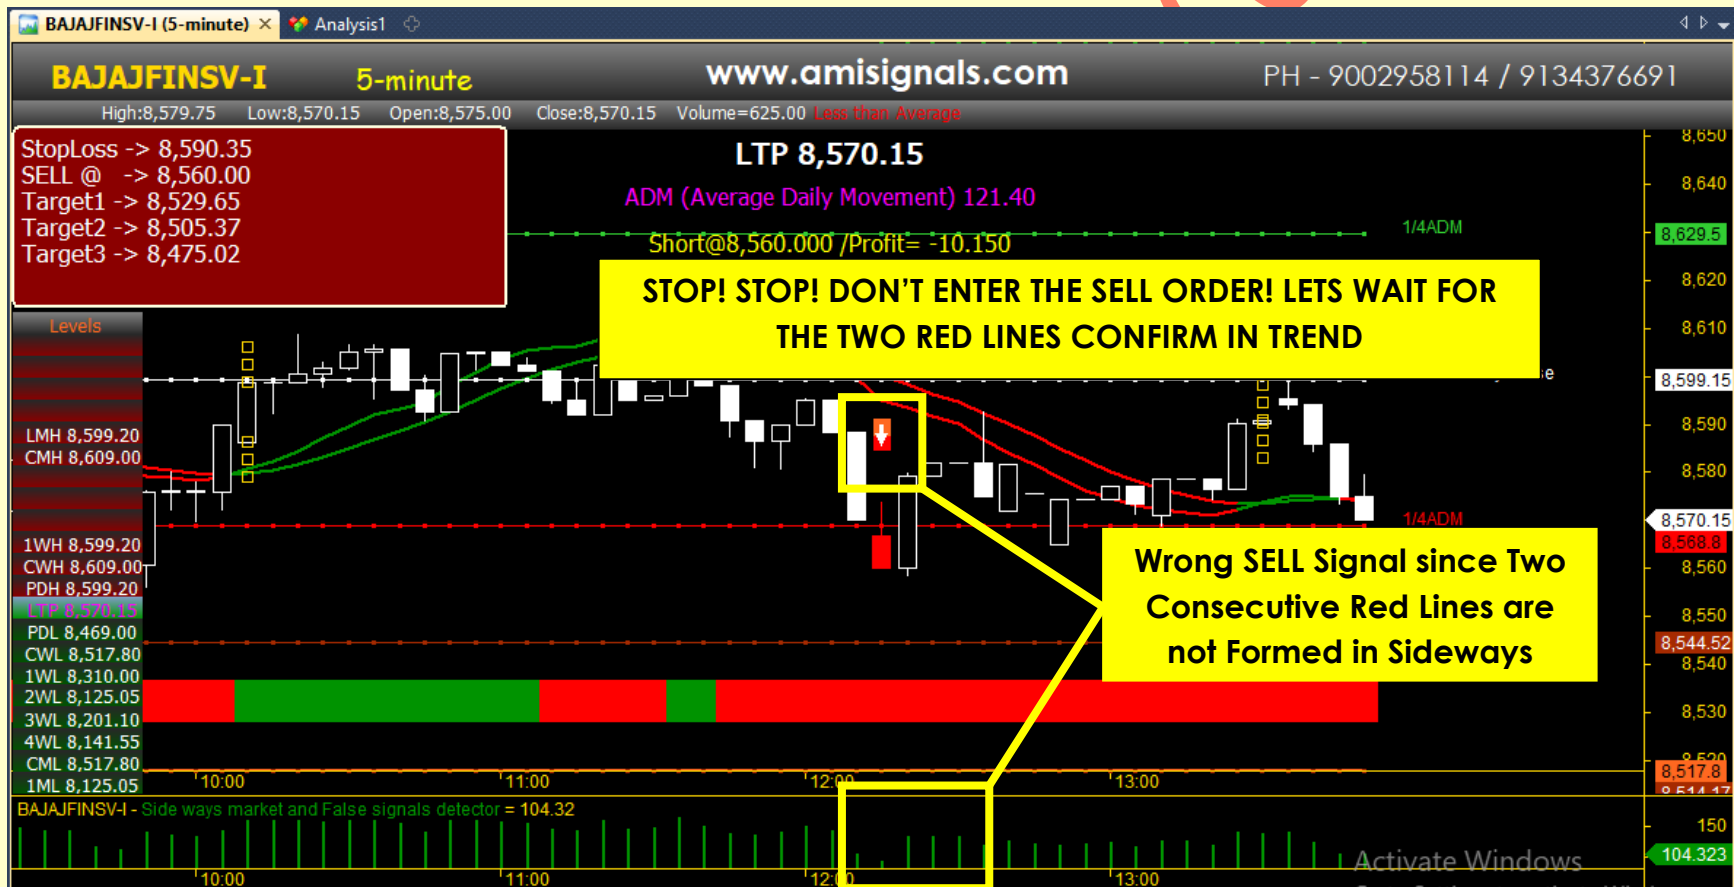 BAJAJFINSV-I (5-minute) Analysis1
BAJAJFINSV-I 5-minute www.amisignals.com PH - 9002958114 / 9134376691
High:8,579.75 Low:8,570.15 Open:8,575.00 Close:8,570.15 Volume=625.00 Less than Average
StopLoss -> 8,590.35
SELL @ -> 8,560.00
Target1 -> 8,529.65
Target2 -> 8,505.37
Target3 -> 8,475.02
LTP 8,570.15
ADM (Average Daily Movement) 121.40
Short@8,560.000 /Profit= -10.150
1/4ADM
STOP! STOP! DON'T ENTER THE SELL ORDER! LETS WAIT FOR
THE TWO RED LINES CONFIRM IN TREND
Levels
LMH 8,599.20
CMH 8,609.00
1WH 8,599.20
CWH 8,609.00
PDH 8,599.20
LTP 8,570.15
PDL 8,469.00
CWL 8,517.80
1WL 8,310.00
2WL 8,125.05
3WL 8,201.10
4WL 8,141.55
CML 8,517.80
1ML 8,125.05
1/4ADM
Wrong SELL Signal since Two
Consecutive Red Lines are
not Formed in Sideways
8,650
8,640
8,629.5
8,620
8,610
8,599.15
8,590
8,580
8,570.15
8,568.8
8,560
8,550
8,544.52
8,540
8,530
8,520
8,517.8
8,514.17
10:00 11:00 12:00 13:00
BAJAJFINSV-I - Side ways market and False signals detector = 104.32
150
104.323
Activate Windows
10:00 11:00 12:00 13:00